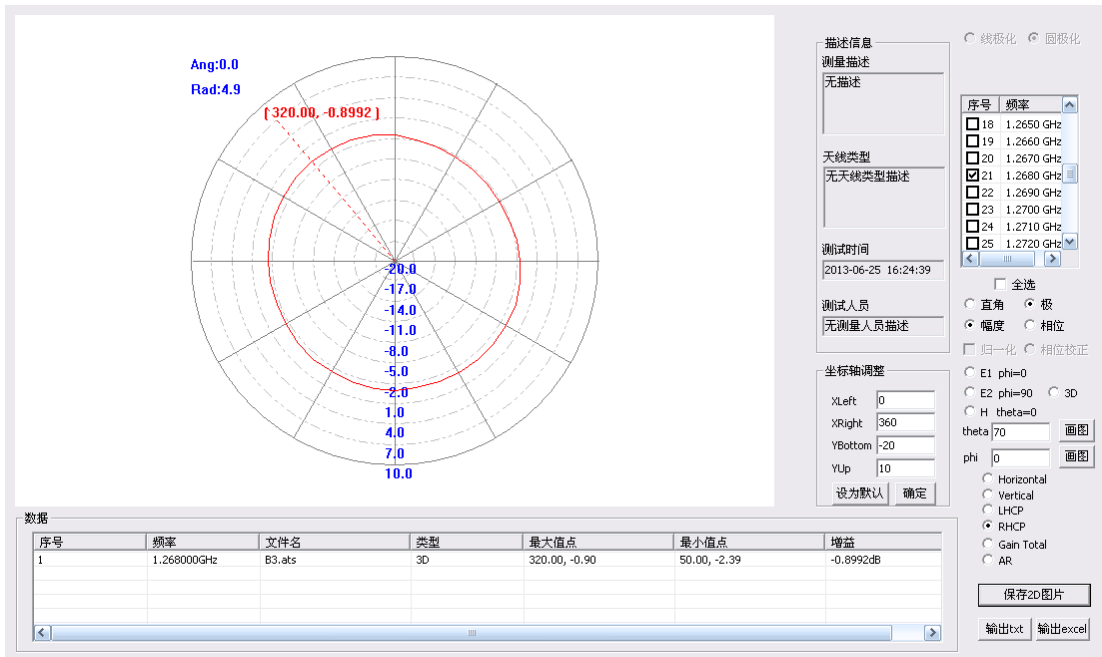 Ang:0.0
Rad:4.9
[ 320.00, -0.8992 ]
-20.0
-17.0
-14.0
-11.0
-8.0
-5.0
-2.0
1.0
4.0
7.0
10.0
描述信息
测量描述
无描述
天线类型
无天线类型描述
测试时间
2013-06-25 16:24:39
测试人员
无测量人员描述
坐标轴调整
XLeft 0
XRight 360
YBottom -20
YUp 10
设为默认 确定
线极化 圆极化
序号 频率
18 1.2650 GHz
19 1.2660 GHz
20 1.2670 GHz
21 1.2680 GHz
22 1.2690 GHz
23 1.2700 GHz
24 1.2710 GHz
25 1.2720 GHz
全选
直角 极
幅度 相位
归一化 相位校正
E1 phi=0
E2 phi=90 3D
H theta=0
theta 70 画图
phi 0 画图
Horizontal
Vertical
LHCP
RHCP
Gain Total
AR
保存2D图片
输出txt 输出excel
数据
序号 频率 文件名 类型 最大值点 最小值点 增益
1 1.268000GHz B3.ats 3D 320.00, -0.90 50.00, -2.39 -0.8992dB